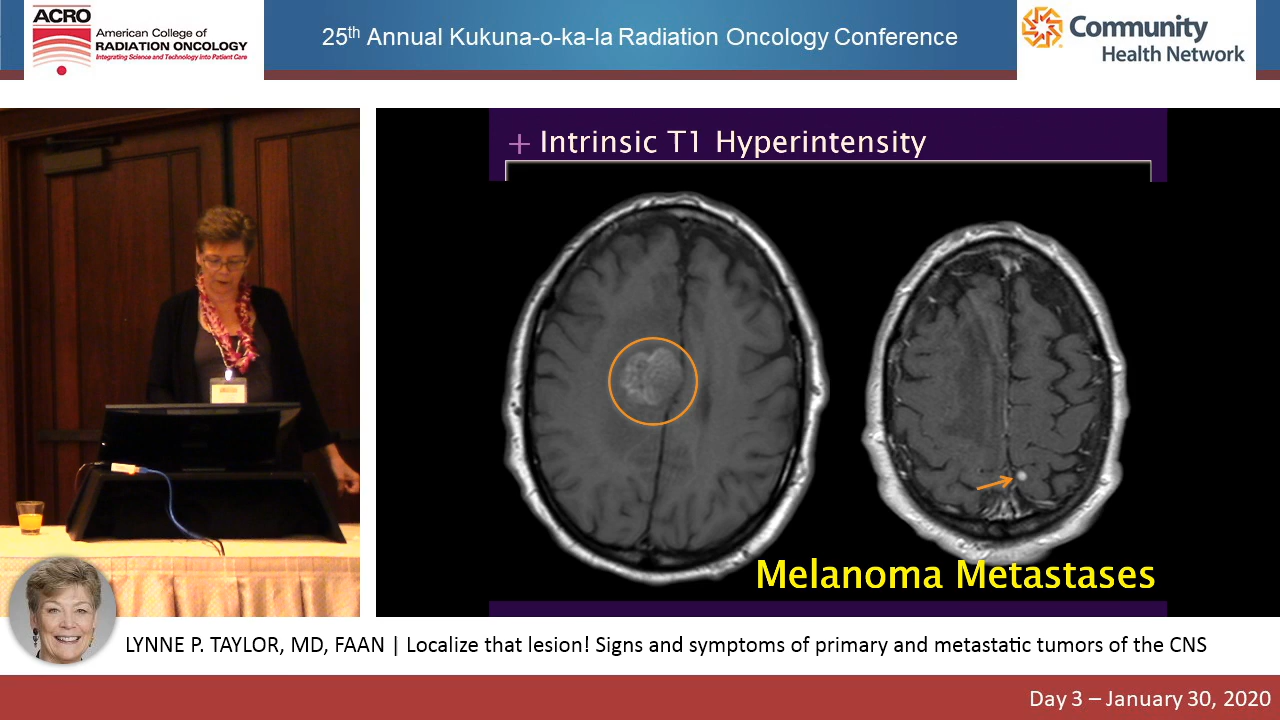 ACRO
American College of
RADIATION ONCOLOGY
Integrating Science and Technology Into Patient Care
25th Annual Kukuna-o-ka-la Radiation Oncology Conference
Community
Health Network
+ Intrinsic T1 Hyperintensity
Melanoma Metastases
LYNNE P. TAYLOR, MD, FAAN | Localize that lesion! Signs and symptoms of primary and metastatic tumors of the CNS
Day 3 – January 30, 2020